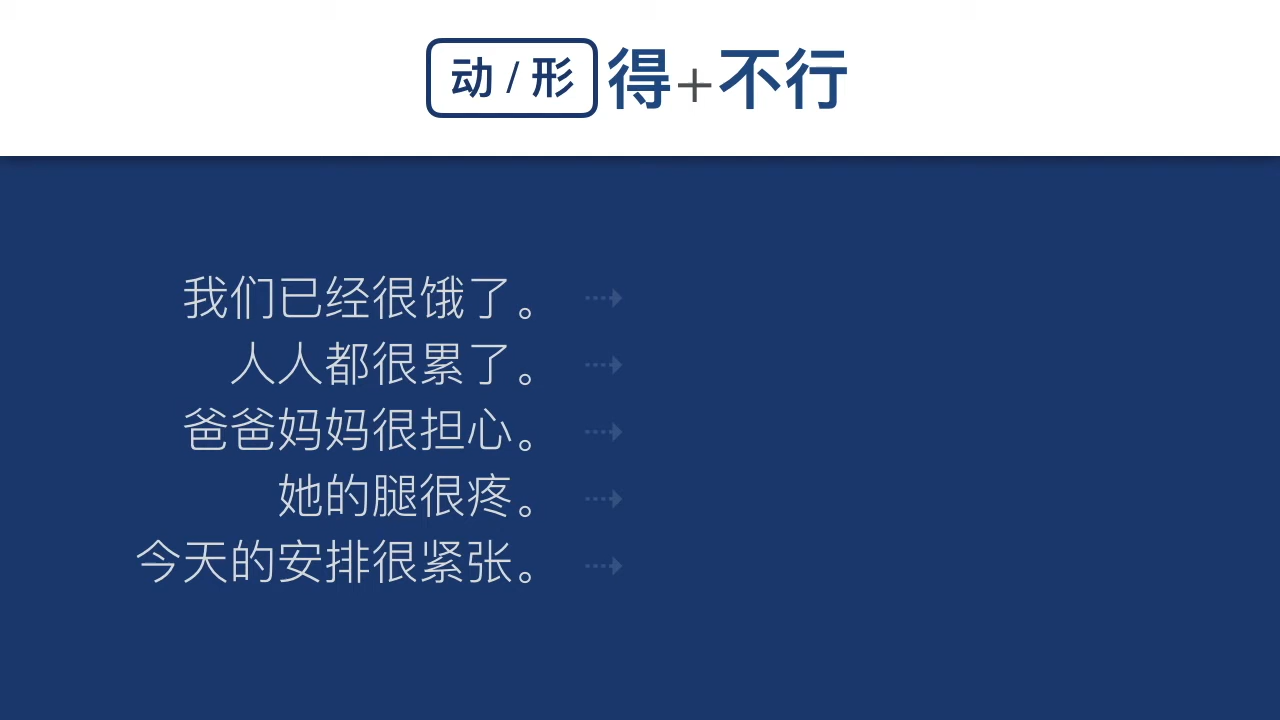 动 / 形 得+不行
我们已经很饿了。
人人都很累了。
爸爸妈妈很担心。
她的腿很疼。
今天的安排很紧张。